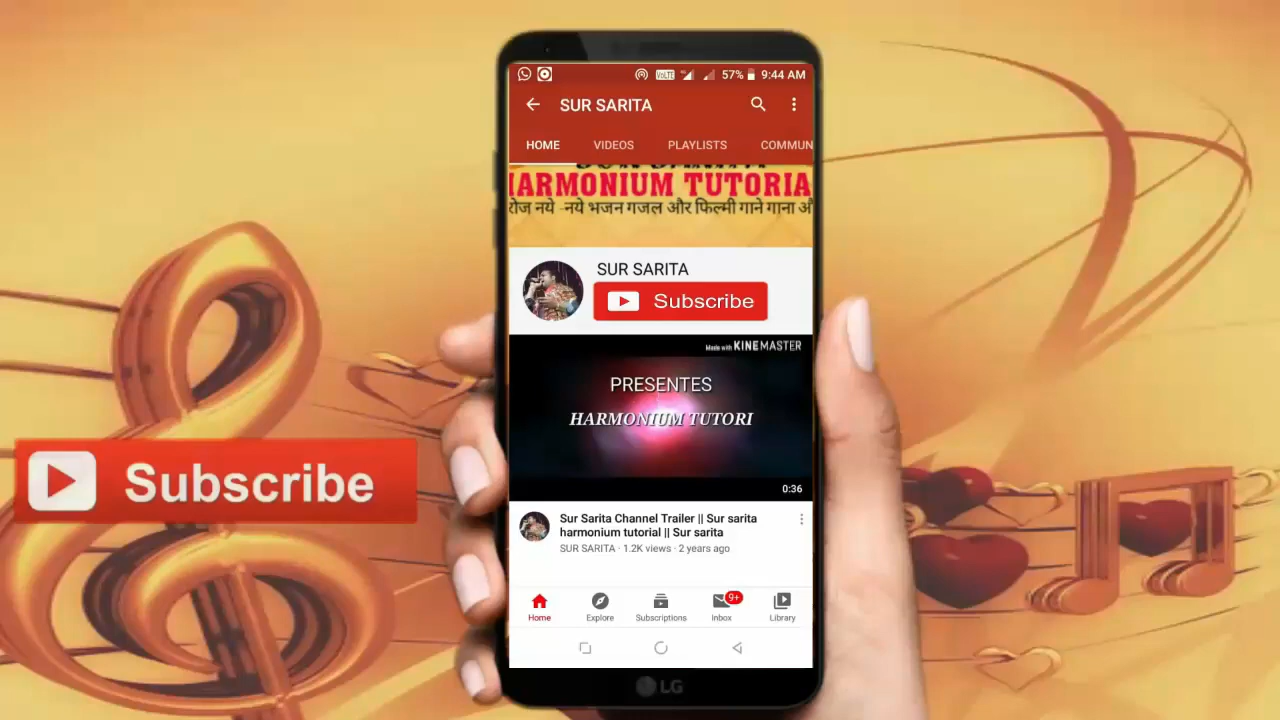 57% 9:44 AM
SUR SARITA
HOME VIDEOS PLAYLISTS COMMUN
HARMONIUM TUTORIA
रोज नये -नये भजन गजल और फिल्मी गाने गाना औ
SUR SARITA
Subscribe
Made with KINEMASTER
PRESENTES
HARMONIUM TUTORI
0:36
Sur Sarita Channel Trailer || Sur sarita
harmonium tutorial || Sur sarita
SUR SARITA · 1.2K views · 2 years ago
9+
Home Explore Subscriptions Inbox Library
LG
Subscribe